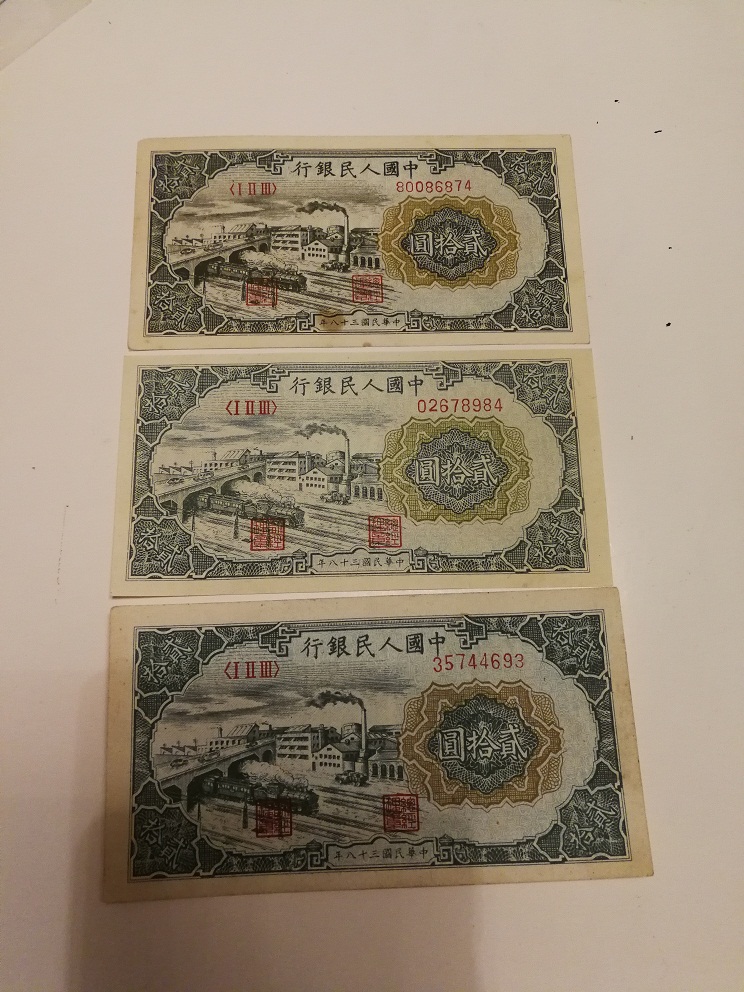 行銀民人國中
〈I II III〉
80086874
圓拾貳
年八十三國民華中
行銀民人國中
〈I II III〉
02678984
圓拾貳
年八十三國民華中
行銀民人國中
〈I II III〉
35744693
圓拾貳
年八十三國民華中